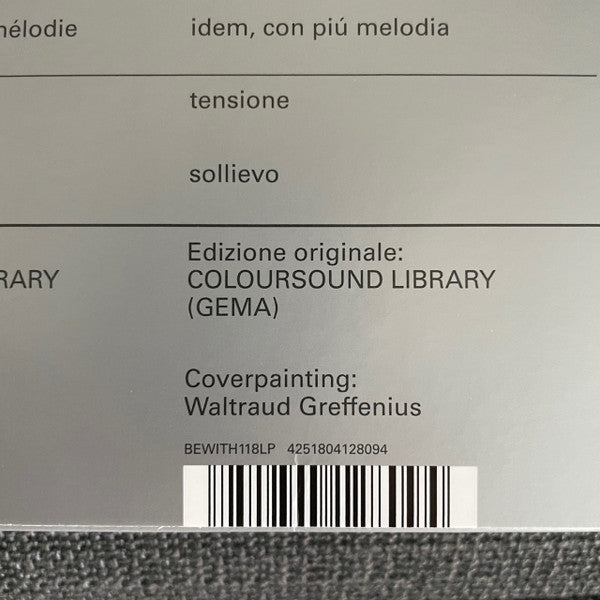 mélodie
idem, con piú melodia
tensione
sollievo
Edizione originale:
RARY
COLOURSOUND LIBRARY
(GEMA)
Coverpainting:
Waltraud Greffenius
BEWITH118LP 4251804128094